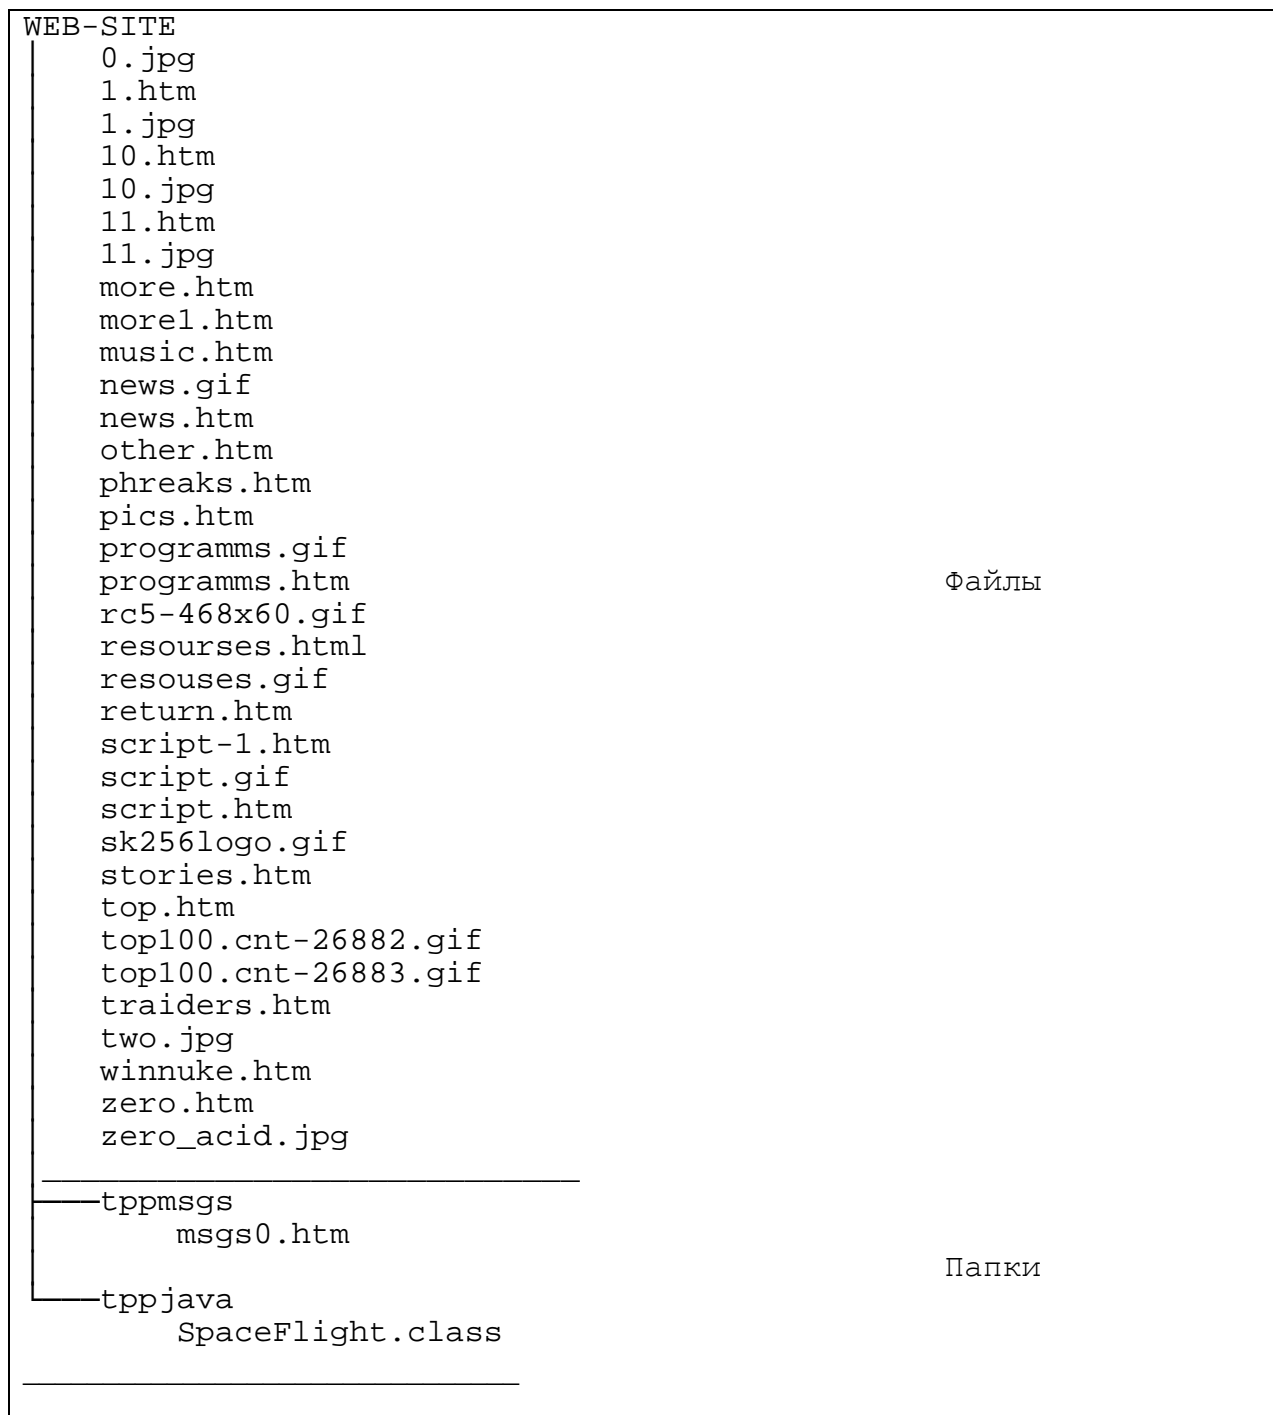 WEB-SITE
0.jpg
1.htm
1.jpg
10.htm
10.jpg
11.htm
11.jpg
more.htm
more1.htm
music.htm
news.gif
news.htm
other.htm
phreaks.htm
pics.htm
programms.gif
programms.htm Файлы
rc5-468x60.gif
resourses.html
resouses.gif
return.htm
script-1.htm
script.gif
script.htm
sk256logo.gif
stories.htm
top.htm
top100.cnt-26882.gif
top100.cnt-26883.gif
traiders.htm
two.jpg
winnuke.htm
zero.htm
zero_acid.jpg
tppmsgs
msgs0.htm
Папки
tppjava
SpaceFlight.class